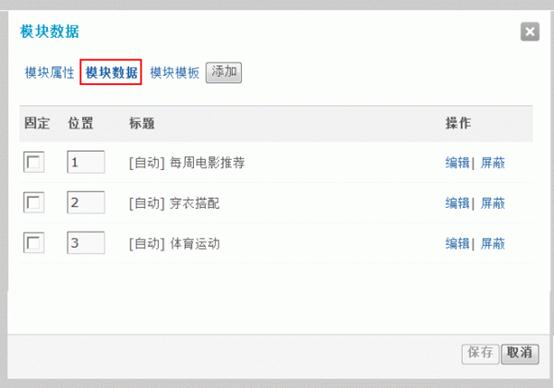 模块数据
模块属性 模块数据 模块模板 添加
固定 位置 标题 操作
1 [自动] 每周电影推荐 编辑| 屏蔽
2 [自动] 穿衣搭配 编辑| 屏蔽
3 [自动] 体育运动 编辑| 屏蔽
保存 取消